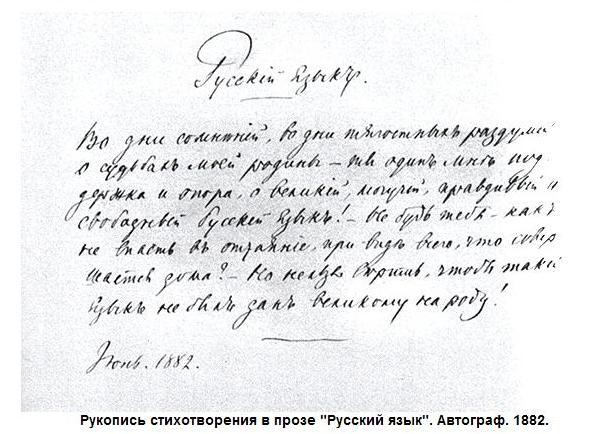 Русскій Языкъ.
Во дни сомнѣній, во дни тягостныхъ раздумій
о судьбахъ моей родины – ты одинъ мнѣ под
держка и опора, о великій, могучій, правдивый и
свободный Русскій Языкъ! – Не будь тебя – какъ
не впасть въ отчаяніе, при видѣ всего, что совер
шается дома? – Но нельзя вѣрить, чтобы такой
языкъ не былъ данъ великому народу!
Іюнь. 1882.
Рукопись стихотворения в прозе "Русский язык". Автограф. 1882.